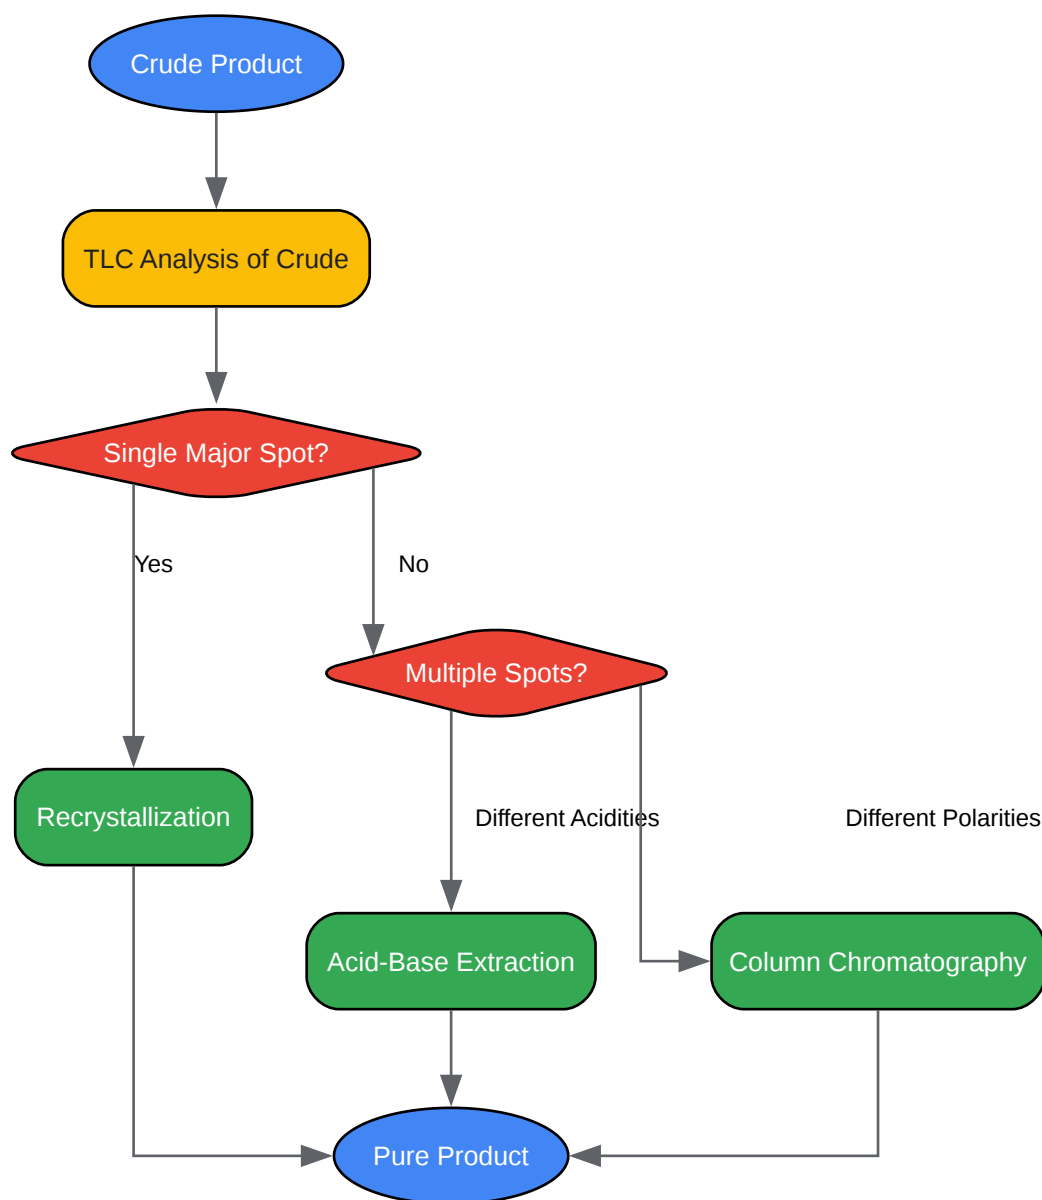 Crude Product
TLC Analysis of Crude
Single Major Spot?
Yes
No
Multiple Spots?
Recrystallization
Different Acidities
Different Polarities
Acid-Base Extraction
Column Chromatography
Pure Product